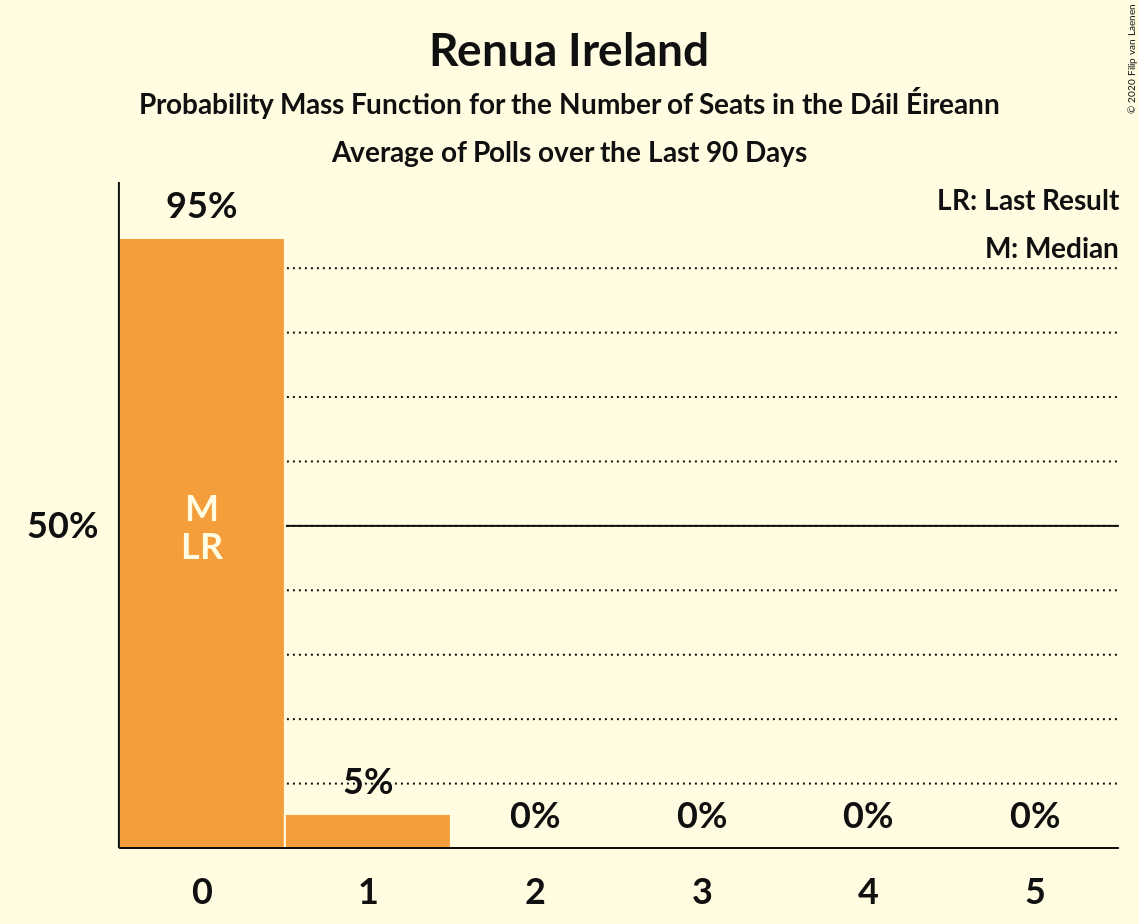 Renua Ireland
Probability Mass Function for the Number of Seats in the Dáil Éireann
Average of Polls over the Last 90 Days
© 2020 Filip van Laenen
LR: Last Result
M: Median
95%
M
LR
50%
5%
0%
0%
0%
0%
0
1
2
3
4
5